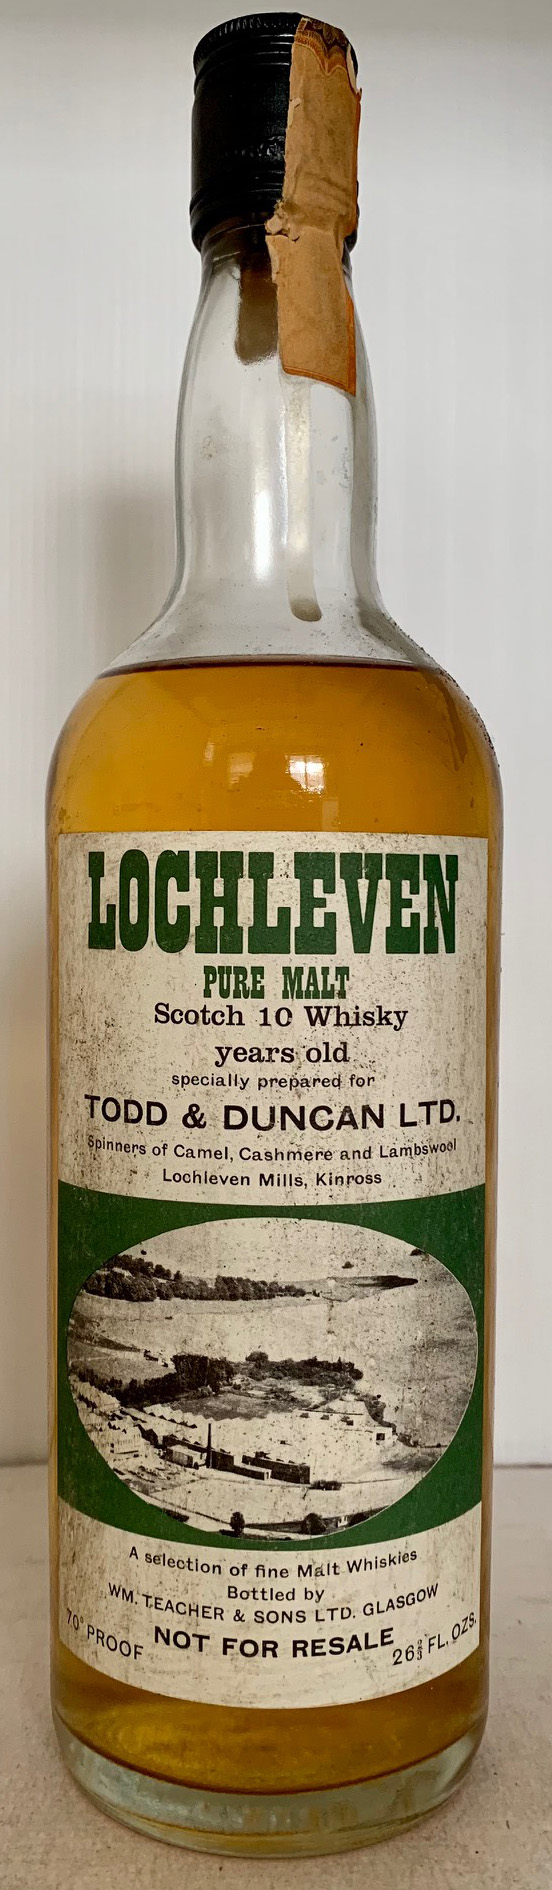 LOCHLEVEN
PURE MALT
Scotch 10 Whisky
years old
specially prepared for
TODD & DUNCAN LTD.
Spinners of Camel, Cashmere and Lambswool
Lochleven Mills, Kinross
A selection of fine Malt Whiskies
Bottled by
WM. TEACHER & SONS LTD. GLASGOW
NOT FOR RESALE
70° PROOF
26⅔ FL. OZS.